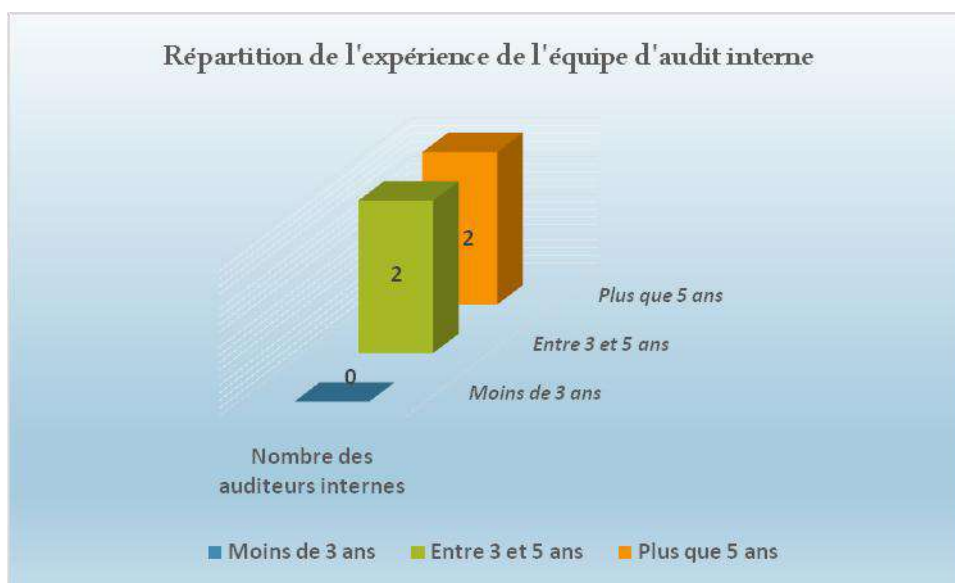 Répartition de l'expérience de l'équipe d'audit interne
2
2
0
Plus que 5 ans
Entre 3 et 5 ans
Moins de 3 ans
Nombre des
auditeurs internes
Moins de 3 ans
Entre 3 et 5 ans
Plus que 5 ans